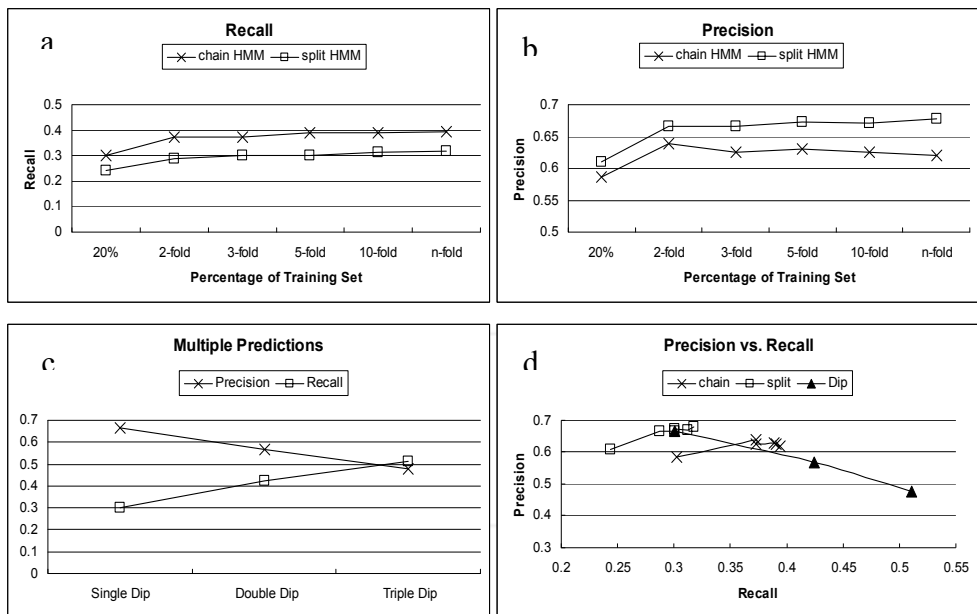 a
Recall
chain HMM
split HMM
Recall
0.5
0.4
0.3
0.2
0.1
0
20%
2-fold
3-fold
5-fold
10-fold
n-fold
Percentage of Training Set
b
Precision
chain HMM
split HMM
Precision
0.7
0.65
0.6
0.55
0.5
20%
2-fold
3-fold
5-fold
10-fold
n-fold
Percentage of Training Set
c
Multiple Predictions
Precision
Recall
0.7
0.6
0.5
0.4
0.3
0.2
0.1
0
Single Dip
Double Dip
Triple Dip
d
Precision vs. Recall
chain
split
Dip
Precision
0.7
0.6
0.5
0.4
0.3
0.2
0.25
0.3
0.35
0.4
0.45
0.5
0.55
Recall